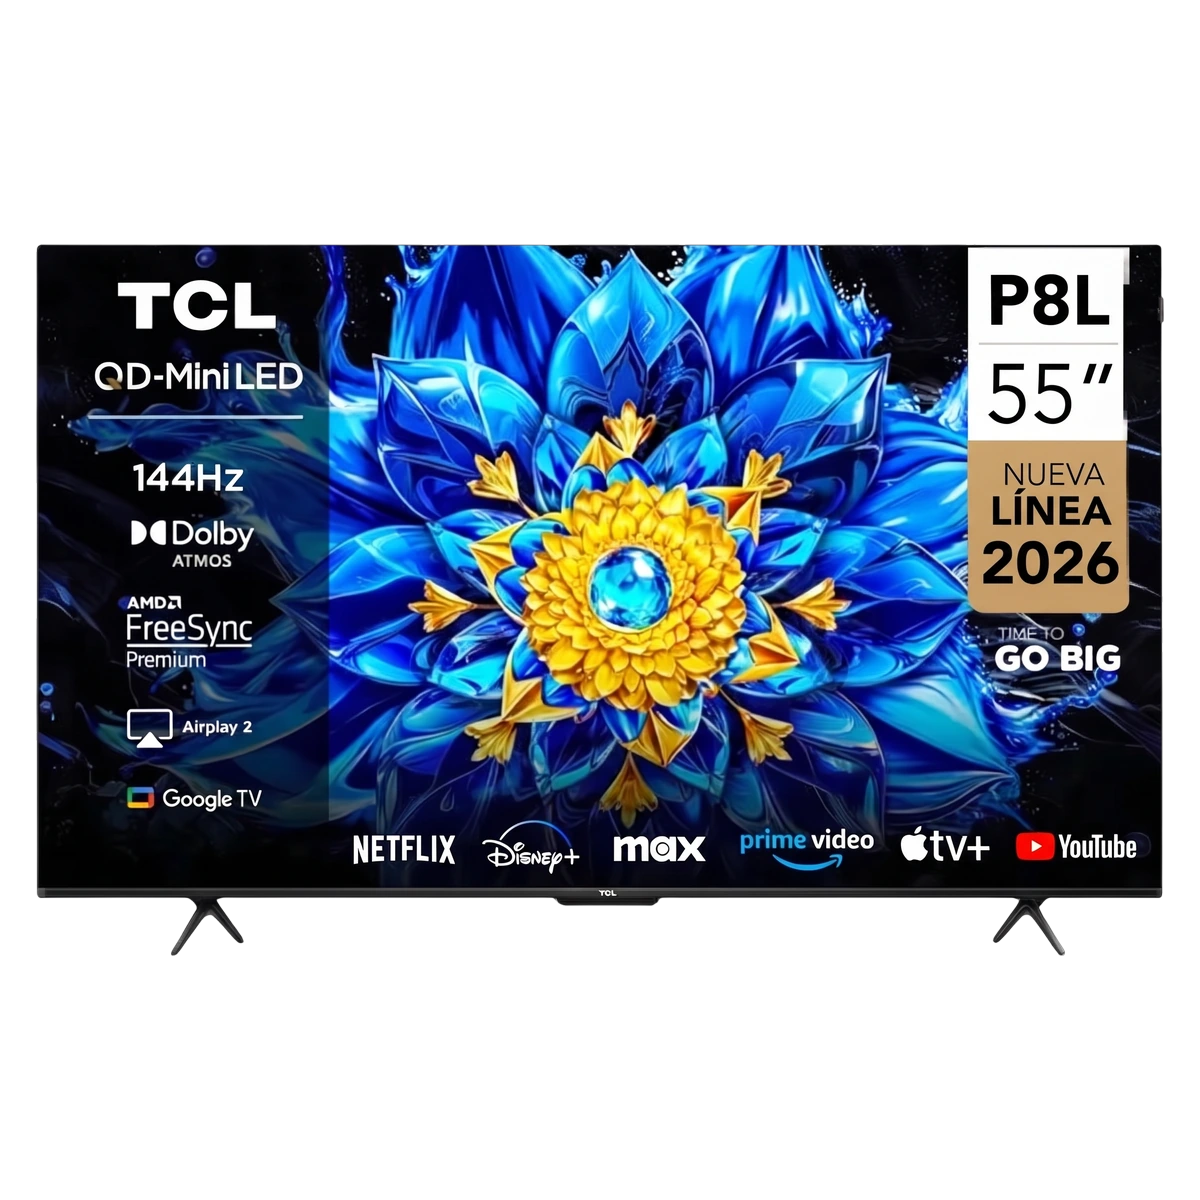 TCL
QD-Mini LED
144Hz
Dolby
ATMOS
AMD
FreeSync
Premium
Airplay 2
Google TV
P8L
55"
NUEVA
LÍNEA
2026
TIME TO
GO BIG
NETFLIX
Disney+
max
prime video
tv+
YouTube
TCL